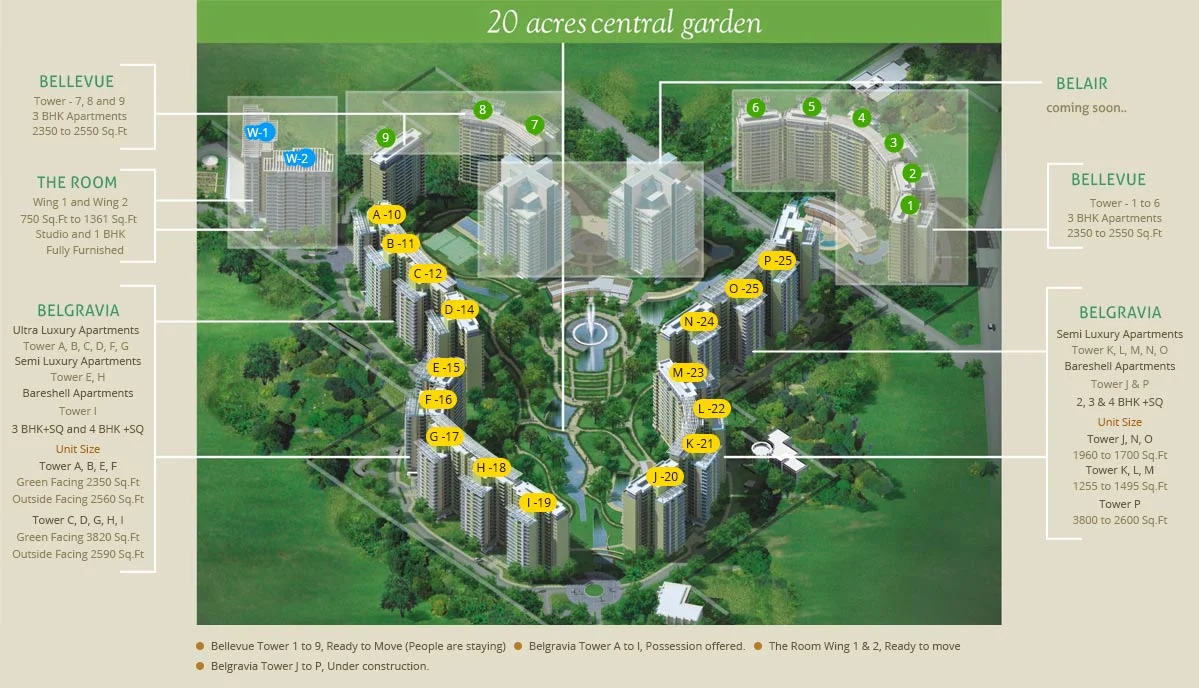 20 acres central garden
BELLEVUE
Tower - 7, 8 and 9
3 BHK Apartments
2350 to 2550 Sq.Ft
THE ROOM
Wing 1 and Wing 2
750 Sq.Ft to 1361 Sq.Ft
Studio and 1 BHK
Fully Furnished
BELGRAVIA
Ultra Luxury Apartments
Tower A, B, C, D, F, G
Semi Luxury Apartments
Tower E, H
Bareshell Apartments
Tower I
3 BHK+SQ and 4 BHK +SQ
Unit Size
Tower A, B, E, F
Green Facing 2350 Sq.Ft
Outside Facing 2560 Sq.Ft
Tower C, D, G, H, I
Green Facing 3820 Sq.Ft
Outside Facing 2590 Sq.Ft
W-1
W-2
9
8
7
6
5
4
3
2
1
A -10
B -11
C -12
D -14
E -15
F -16
G -17
H -18
I -19
P -25
O -25
N -24
M -23
L -22
K -21
J -20
BELAIR
coming soon..
BELLEVUE
Tower - 1 to 6
3 BHK Apartments
2350 to 2550 Sq.Ft
BELGRAVIA
Semi Luxury Apartments
Tower K, L, M, N, O
Bareshell Apartments
Tower J & P
2, 3 & 4 BHK +SQ
Unit Size
Tower J, N, O
1960 to 1700 Sq.Ft
Tower K, L, M
1255 to 1495 Sq.Ft
Tower P
3800 to 2600 Sq.Ft
Bellevue Tower 1 to 9, Ready to Move (People are staying) Belgravia Tower A to I, Possession offered. The Room Wing 1 & 2, Ready to move
Belgravia Tower J to P, Under construction.